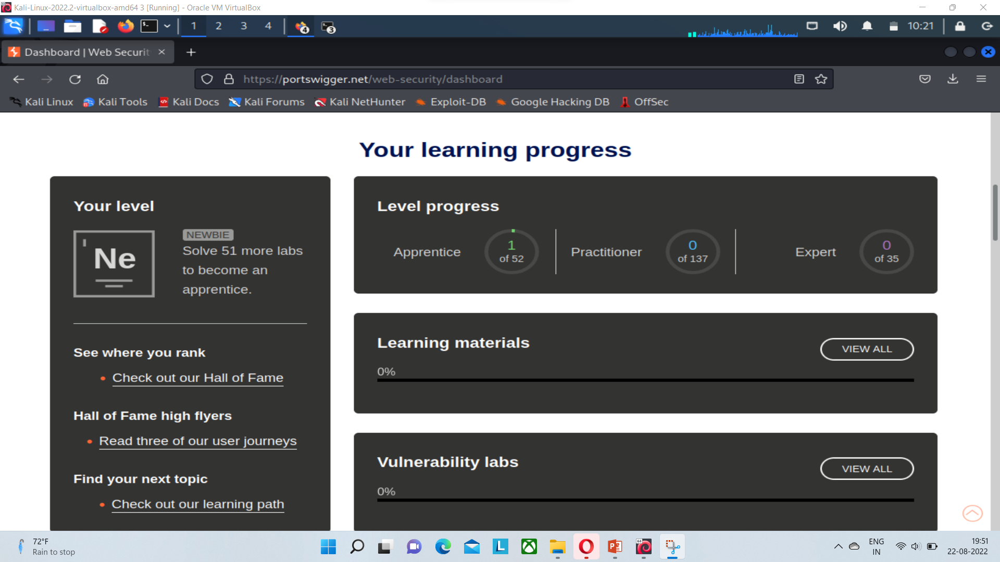 Kali-Linux-2022.2-virtualbox-amd64 3 [Running] - Oracle VM VirtualBox
1 2 3 4 4 3 10:21
Dashboard | Web Securit
https://portswigger.net/web-security/dashboard
Kali Linux Kali Tools Kali Docs Kali Forums Kali NetHunter Exploit-DB Google Hacking DB OffSec
Your learning progress
Your level
Ne
NEWBIE
Solve 51 more labs
to become an
apprentice.
See where you rank
Check out our Hall of Fame
Hall of Fame high flyers
Read three of our user journeys
Find your next topic
Check out our learning path
Level progress
Apprentice
1
of 52
Practitioner
0
of 137
Expert
0
of 35
Learning materials
VIEW ALL
0%
Vulnerability labs
VIEW ALL
0%
72°F
Rain to stop
L
64
ENG
IN
19:51
22-08-2022